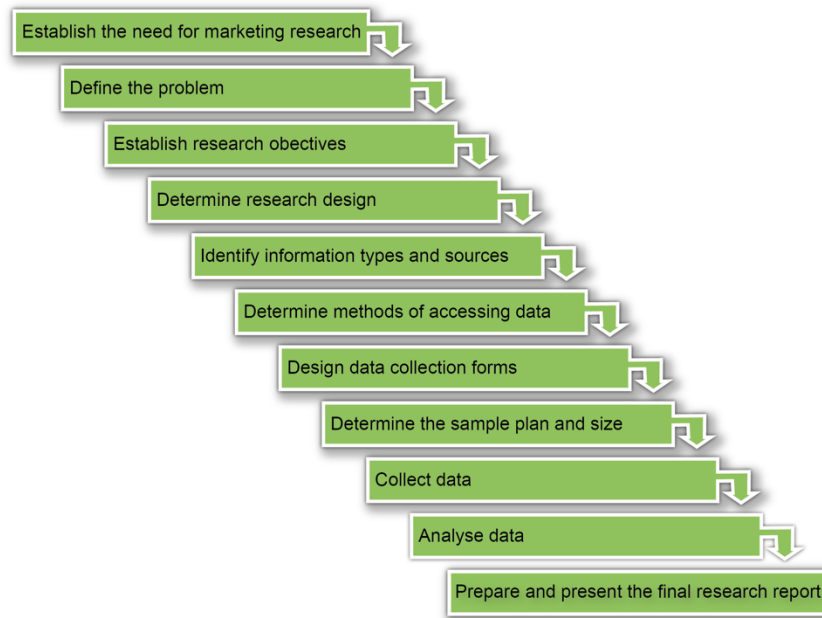 Establish the need for marketing research
Define the problem
Establish research obectives
Determine research design
Identify information types and sources
Determine methods of accessing data
Design data collection forms
Determine the sample plan and size
Collect data
Analyse data
Prepare and present the final research report